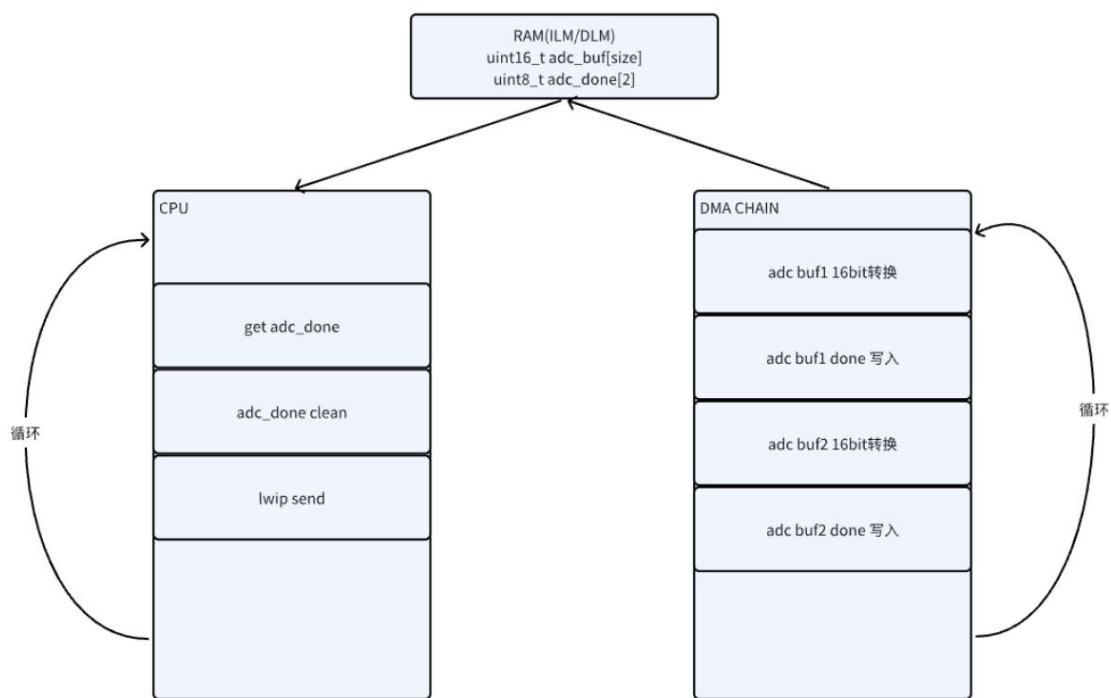 RAM(ILM/DLM)
uint16_t adc_buf[size]
uint8_t adc_done[2]
CPU
get adc_done
adc_done clean
lwip send
循环
DMA CHAIN
adc buf1 16bit转换
adc buf1 done 写入
adc buf2 16bit转换
adc buf2 done 写入
循环